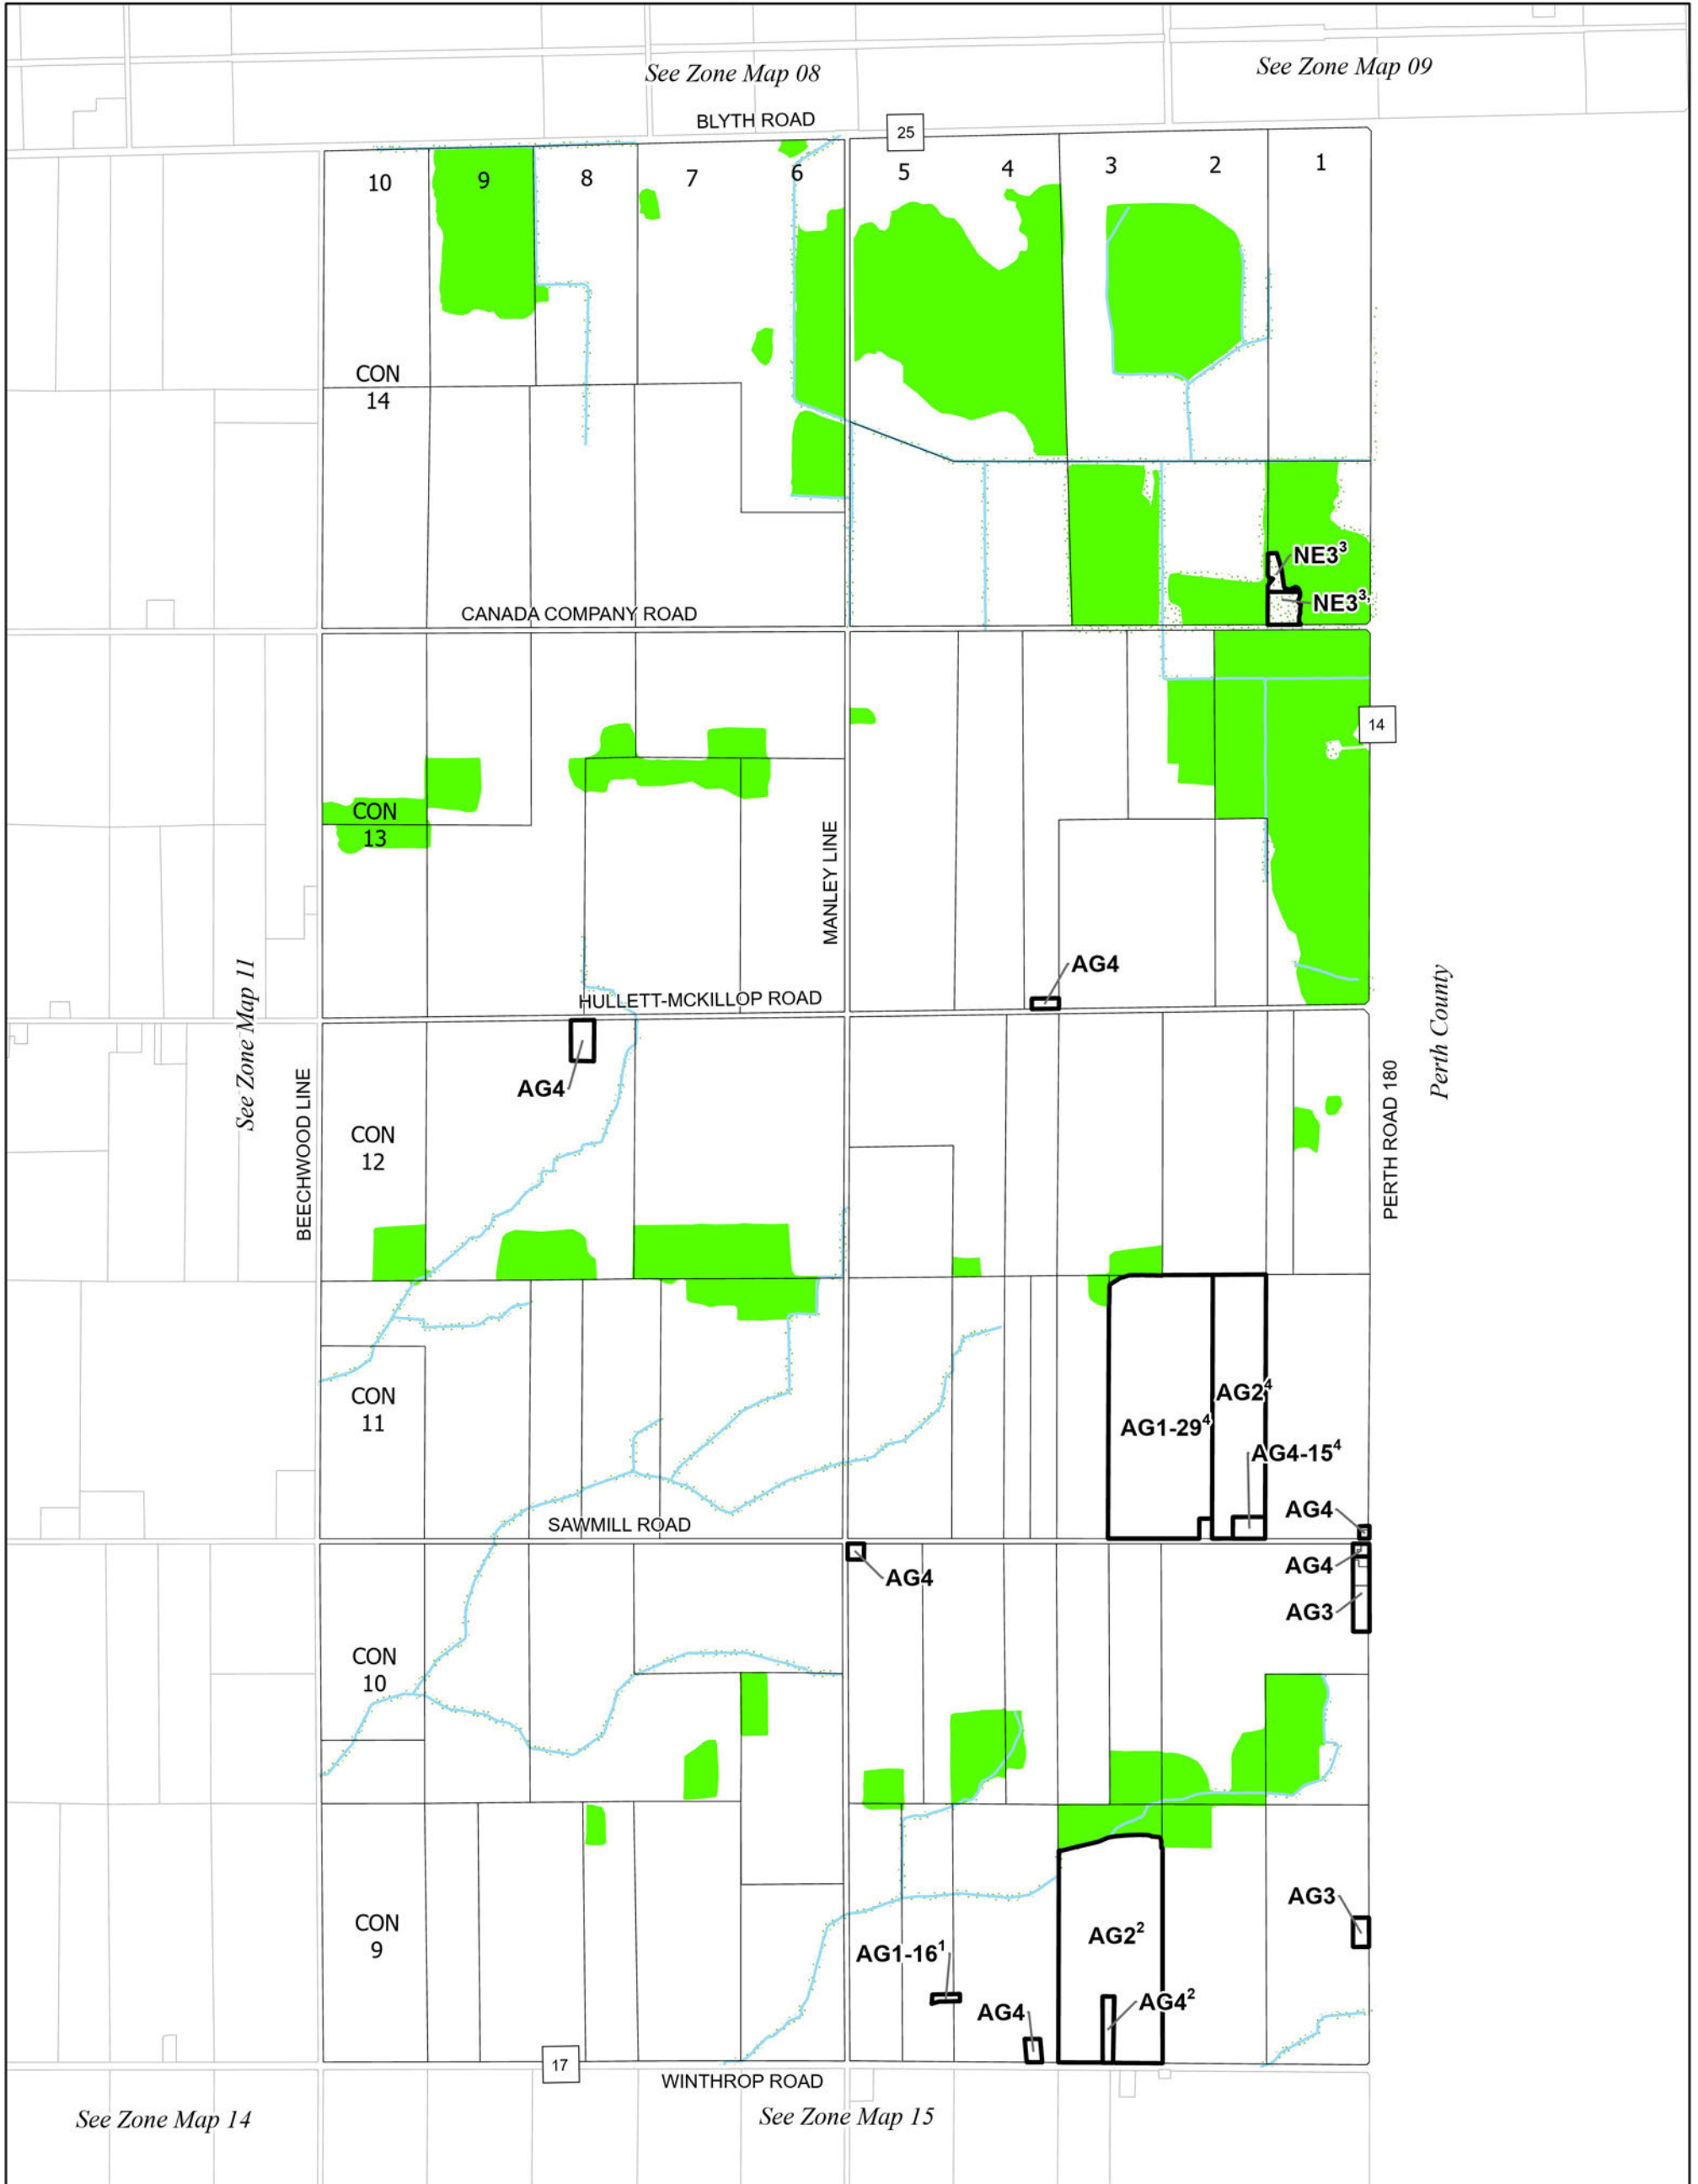 See Zone Map 08
See Zone Map 09
BLYTH ROAD
25
10
9
8
7
6
5
4
3
2
1
CON
14
NE3³
NE3³,
CANADA COMPANY ROAD
14
CON
13
MANLEY LINE
AG4
See Zone Map 11
Perth County
HULLETT-MCKILLOP ROAD
AG4
BEECHWOOD LINE
PERTH ROAD 180
CON
12
AG2⁴
CON
11
AG1-29⁴
AG4-15⁴
AG4
SAWMILL ROAD
AG4
AG4
AG3
CON
10
AG3
CON
9
AG2²
AG1-16¹
AG4²
AG4
17
WINTHROP ROAD
See Zone Map 14
See Zone Map 15